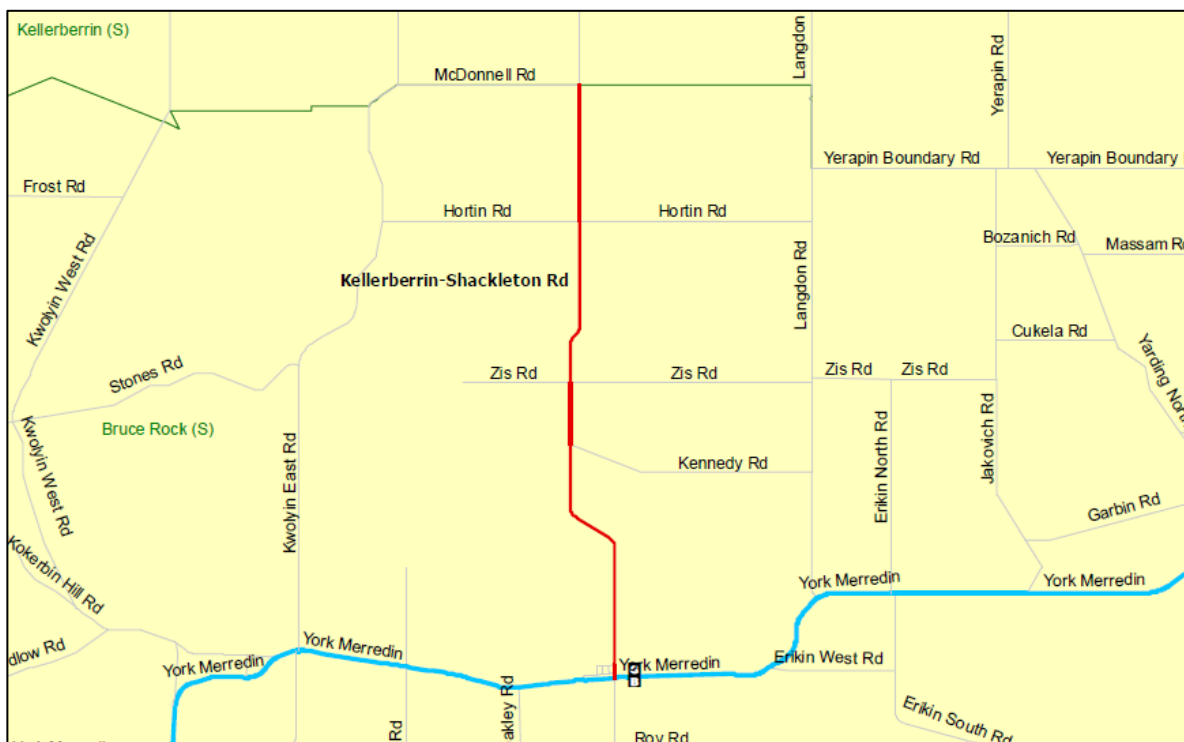 Kellerberrin (S)
McDonnell Rd
Langdon
Yerapin Rd
Yerapin Boundary Rd
Yerapin Boundary
Frost Rd
Hortin Rd
Hortin Rd
Bozanich Rd
Massam Rd
Kwolyin West Rd
Kellerberrin-Shackleton Rd
Langdon Rd
Cukela Rd
Yarding North
Stones Rd
Zis Rd
Zis Rd
Zis Rd
Zis Rd
Bruce Rock (S)
Kwolyin West Rd
Kwolyin East Rd
Kennedy Rd
Erikin North Rd
Jakovich Rd
Garbin Rd
Kokerbin Hill Rd
York Merredin
York Merredin
dlow Rd
York Merredin
York Merredin
York Merredin
Erikin West Rd
akley Rd
Rd
Roy Rd
Erikin South Rd